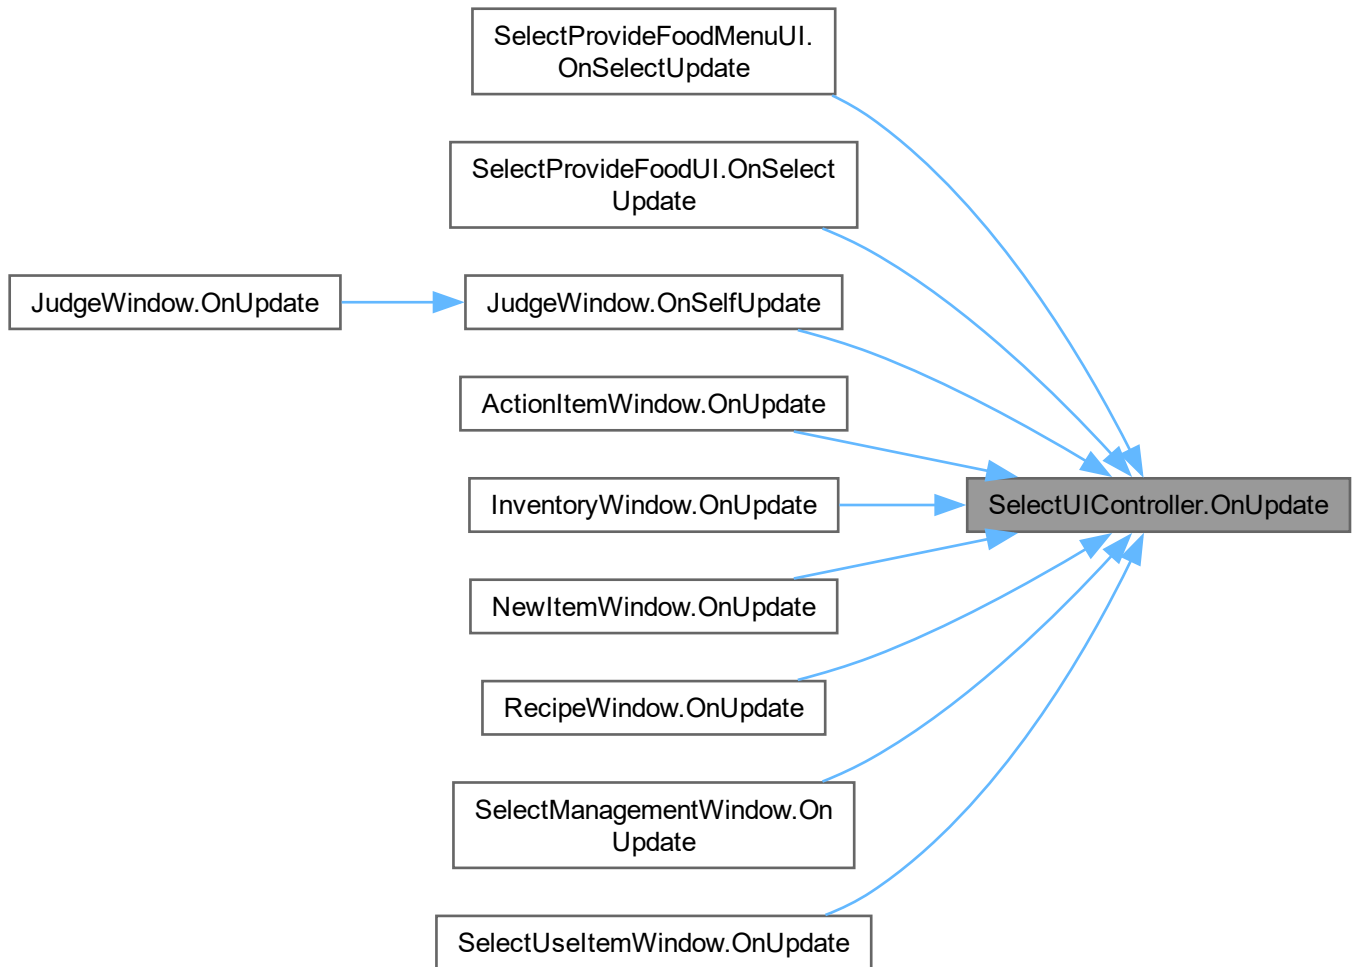 SelectProvideFoodMenuUI.
OnSelectUpdate
SelectProvideFoodUI.OnSelect
Update
JudgeWindow.OnUpdate
JudgeWindow.OnSelfUpdate
ActionItemWindow.OnUpdate
InventoryWindow.OnUpdate
SelectUIController.OnUpdate
NewItemWindow.OnUpdate
RecipeWindow.OnUpdate
SelectManagementWindow.On
Update
SelectUseItemWindow.OnUpdate